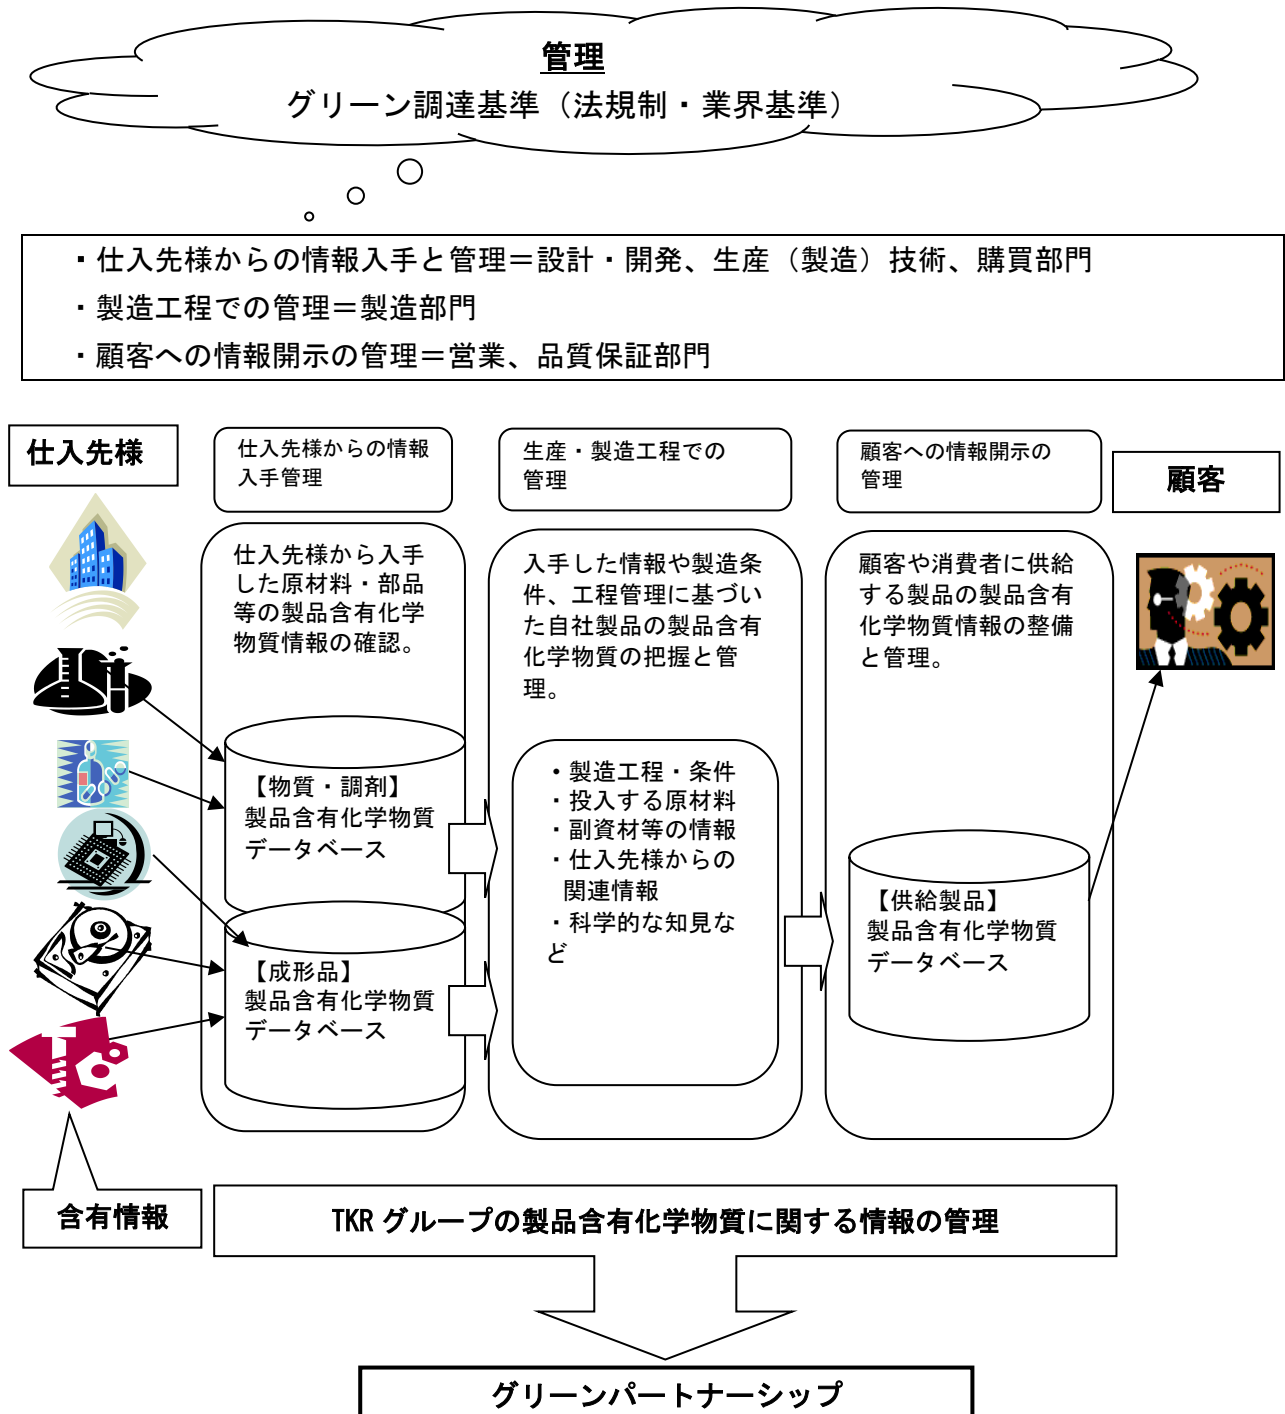 管理
グリーン調達基準（法規制・業界基準）
・仕入先様からの情報入手と管理＝設計・開発、生産（製造）技術、購買部門
・製造工程での管理＝製造部門
・顧客への情報開示の管理＝営業、品質保証部門
仕入先様
仕入先様からの情報
入手管理
生産・製造工程での
管理
顧客への情報開示の
管理
顧客
仕入先様から入手
した原材料・部品
等の製品含有化学
物質情報の確認。
入手した情報や製造条
件、工程管理に基づい
た自社製品の製品含有
化学物質の把握と管
理。
顧客や消費者に供給
する製品の製品含有
化学物質情報の整備
と管理。
【物質・調剤】
製品含有化学物質
データベース
【成形品】
製品含有化学物質
データベース
・製造工程・条件
・投入する原材料
・副資材等の情報
・仕入先様からの
関連情報
・科学的な知見な
ど
【供給製品】
製品含有化学物質
データベース
含有情報
TKR グループの製品含有化学物質に関する情報の管理
グリーンパートナーシップ